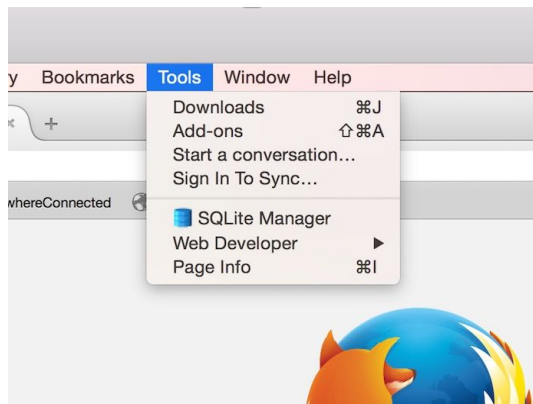 y Bookmarks Tools Window Help
Downloads ⌘J
Add-ons ⇧⌘A
Start a conversation...
Sign In To Sync...
whereConnected
SQLite Manager
Web Developer ▶
Page Info ⌘I